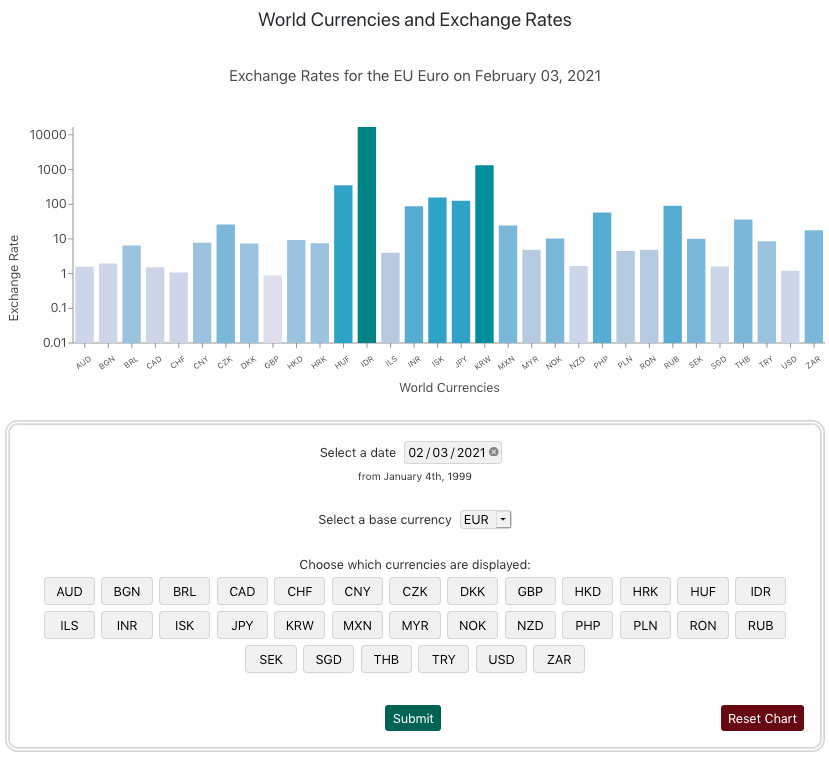 World Currencies and Exchange Rates
Exchange Rates for the EU Euro on February 03, 2021
10000
1000
100
10
1
0.1
0.01
Exchange Rate
AUD BGN BRL CAD CHF CNY CZK DKK GBP HKD HRK HUF IDR ILS INR ISK JPY KRW MXN MYR NOK NZD PHP PLN RON RUB SEK SGD THB TRY USD ZAR
World Currencies
Select a date 02/03/2021
from January 4th, 1999
Select a base currency EUR
Choose which currencies are displayed:
AUD BGN BRL CAD CHF CNY CZK DKK GBP HKD HRK HUF IDR
ILS INR ISK JPY KRW MXN MYR NOK NZD PHP PLN RON RUB
SEK SGD THB TRY USD ZAR
Submit Reset Chart